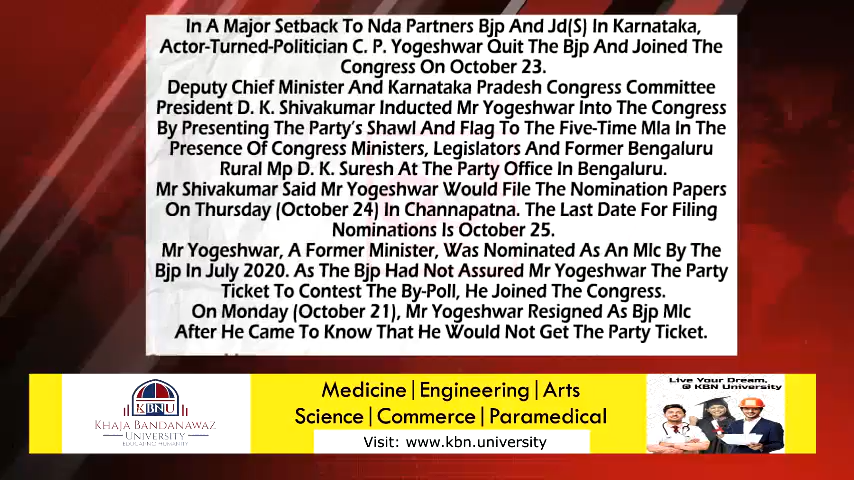 In A Major Setback To Nda Partners Bjp And Jd(S) In Karnataka,
Actor-Turned-Politician C. P. Yogeshwar Quit The Bjp And Joined The
Congress On October 23.
Deputy Chief Minister And Karnataka Pradesh Congress Committee
President D. K. Shivakumar Inducted Mr Yogeshwar Into The Congress
By Presenting The Party's Shawl And Flag To The Five-Time Mla In The
Presence Of Congress Ministers, Legislators And Former Bengaluru
Rural Mp D. K. Suresh At The Party Office In Bengaluru.
Mr Shivakumar Said Mr Yogeshwar Would File The Nomination Papers
On Thursday (October 24) In Channapatna. The Last Date For Filing
Nominations Is October 25.
Mr Yogeshwar, A Former Minister, Was Nominated As An Mlc By The
Bjp In July 2020. As The Bjp Had Not Assured Mr Yogeshwar The Party
Ticket To Contest The By-Poll, He Joined The Congress.
On Monday (October 21), Mr Yogeshwar Resigned As Bjp Mlc
After He Came To Know That He Would Not Get The Party Ticket.
KBNU
KHAJA BANDANAWAZ
UNIVERSITY
EDUCATING HUMANITY
Medicine|Engineering|Arts
Science|Commerce|Paramedical
Visit: www.kbn.university
Live Your Dream,
@ KBN University